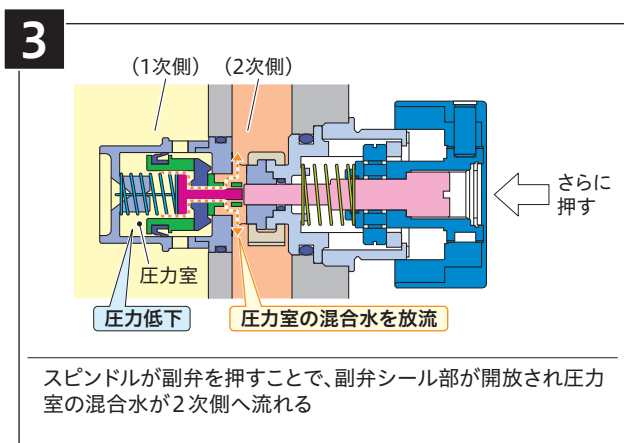 3
（1次側）（2次側）
さらに
押す
圧力室
圧力低下
圧力室の混合水を放流
スピンドルが副弁を押すことで、副弁シール部が開放され圧力
室の混合水が2次側へ流れる